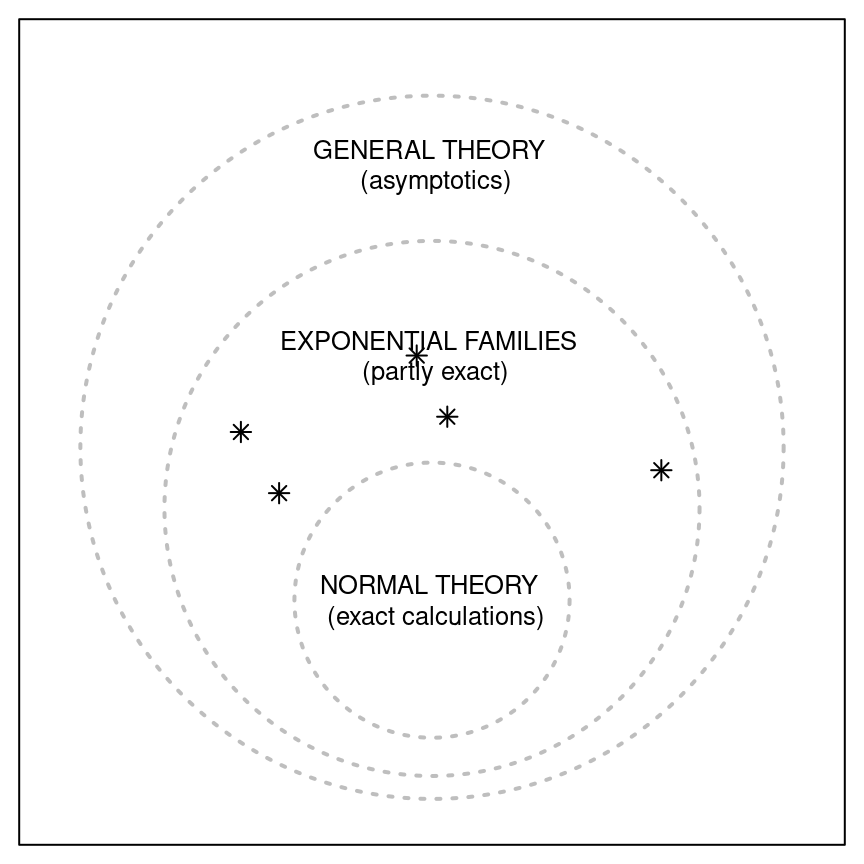 GENERAL THEORY
(asymptotics)
EXPONENTIAL FAMILIES
(partly exact)
NORMAL THEORY
(exact calculations)